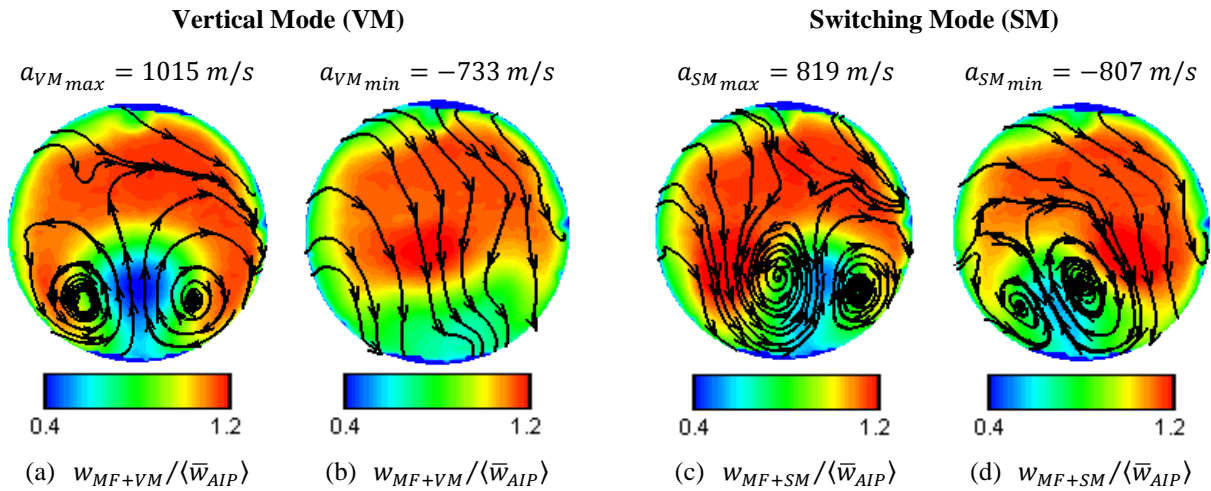 Vertical Mode (VM) Switching Mode (SM)
a_{VM_{max}} = 1015 m/s a_{VM_{min}} = −733 m/s a_{SM_{max}} = 819 m/s a_{SM_{min}} = −807 m/s
0.4 1.2 0.4 1.2 0.4 1.2 0.4 1.2
(a) w_{MF+VM}/⟨w̅_{AIP}⟩ (b) w_{MF+VM}/⟨w̅_{AIP}⟩ (c) w_{MF+SM}/⟨w̅_{AIP}⟩ (d) w_{MF+SM}/⟨w̅_{AIP}⟩